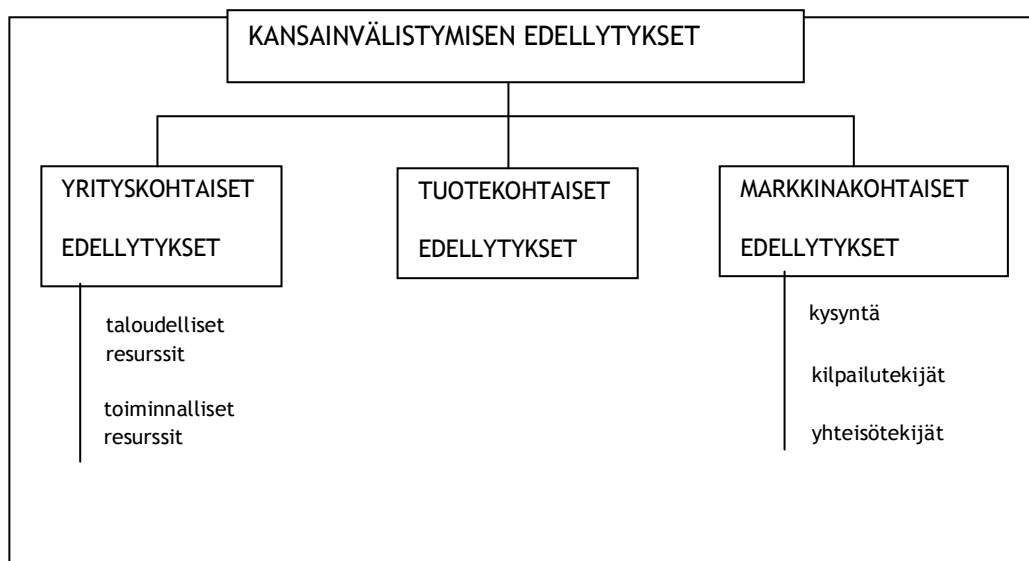 KANSAINVÄLISTYMISEN EDELLYTYKSET
YRITYSKOHTAISET
EDELLYTYKSET
taloudelliset
resurssit
toiminnalliset
resurssit
TUOTEKOHTAISET
EDELLYTYKSET
MARKKINAKOHTAISET
EDELLYTYKSET
kysyntä
kilpailutekijät
yhteisötekijät